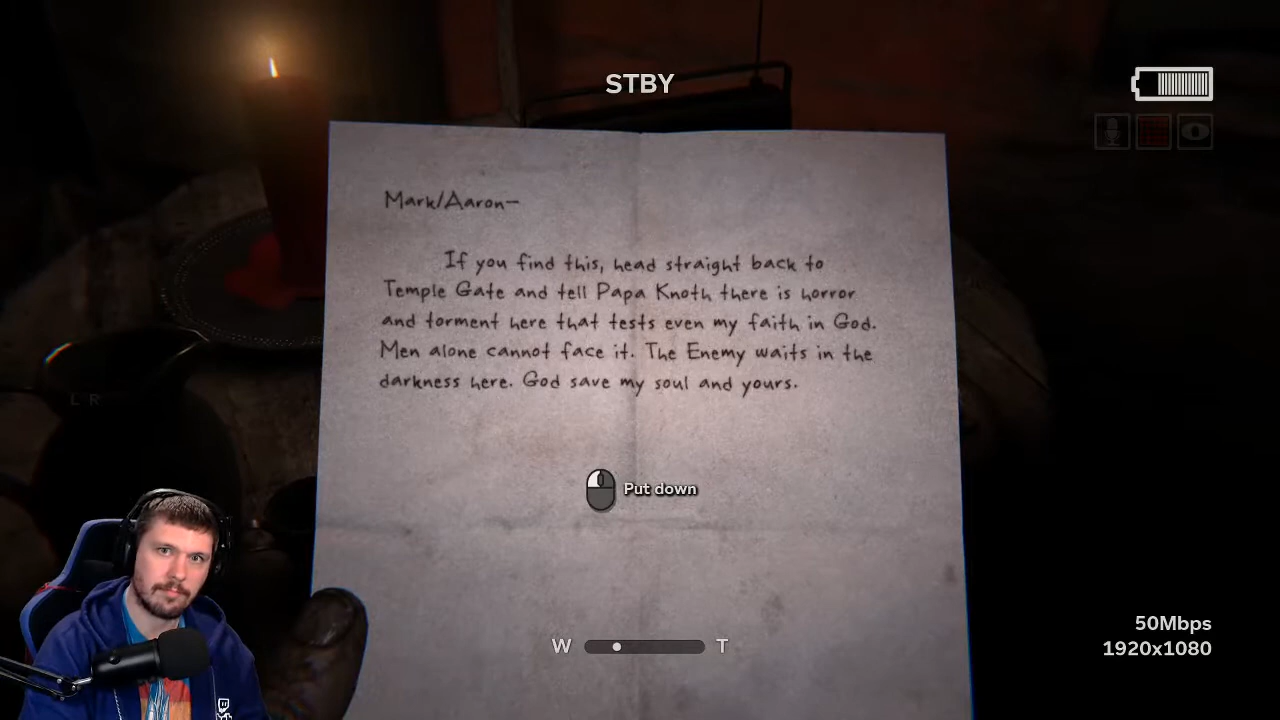 STBY
Mark/Aaron—
If you find this, head straight back to
Temple Gate and tell Papa Knoth there is horror
and torment here that tests even my faith in God.
Men alone cannot face it. The Enemy waits in the
darkness here. God save my soul and yours.
L R
Put down
W T
50Mbps
1920x1080